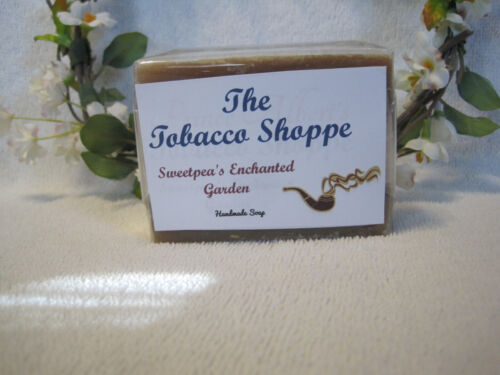 The
Tobacco Shoppe
Sweetpea's Enchanted
Garden
Handmade Soap